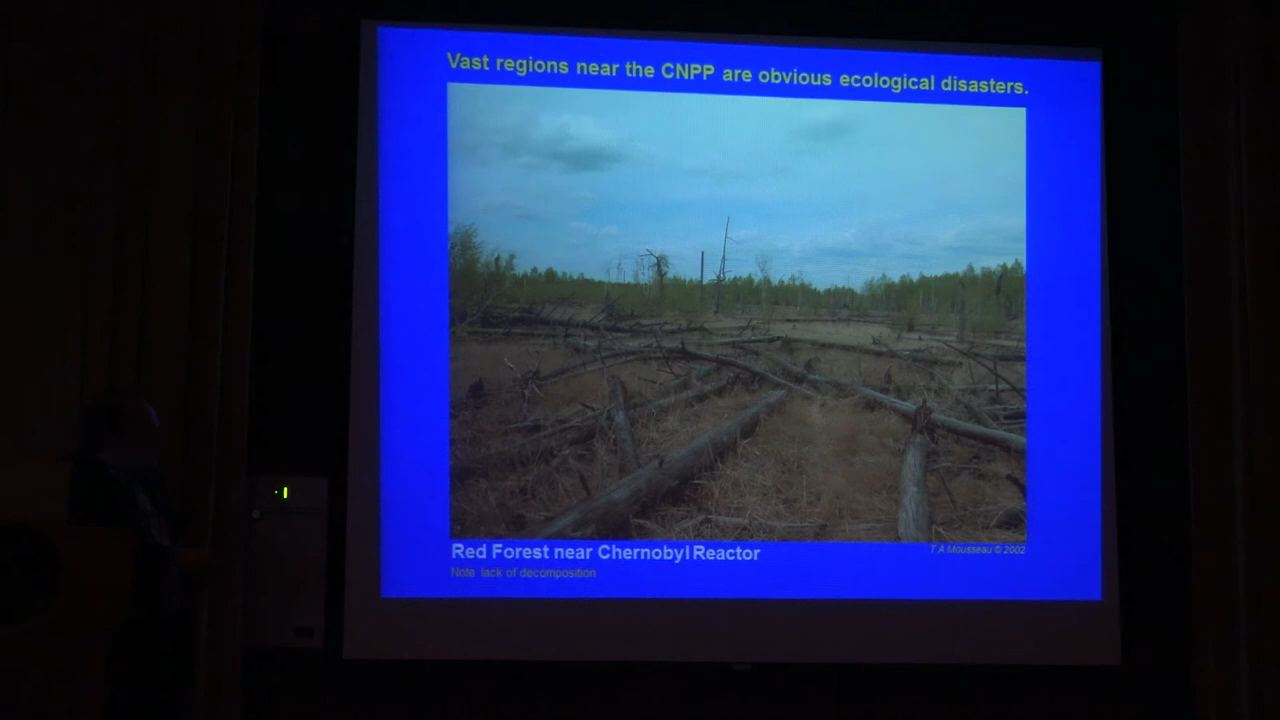 Vast regions near the CNPP are obvious ecological disasters.
Red Forest near Chernobyl Reactor
T A Mousseau © 2002
Note lack of decomposition